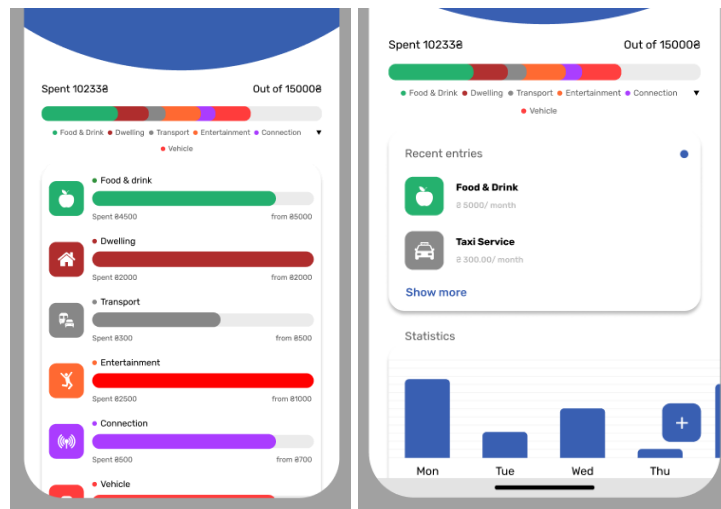 Spent 10233₴ Out of 15000₴
Food & Drink Dwelling Transport Entertainment Connection
Vehicle
Food & drink
Spent ₴4500 from ₴5000
Dwelling
Spent ₴2000 from ₴2000
Transport
Spent ₴300 from ₴500
Entertainment
Spent ₴2500 from ₴1000
Connection
Spent ₴500 from ₴700
Vehicle
Spent 10233₴ Out of 15000₴
Food & Drink Dwelling Transport Entertainment Connection
Vehicle
Recent entries
Food & Drink
₴ 5000/ month
Taxi Service
₴ 300.00/ month
Show more
Statistics
Mon Tue Wed Thu